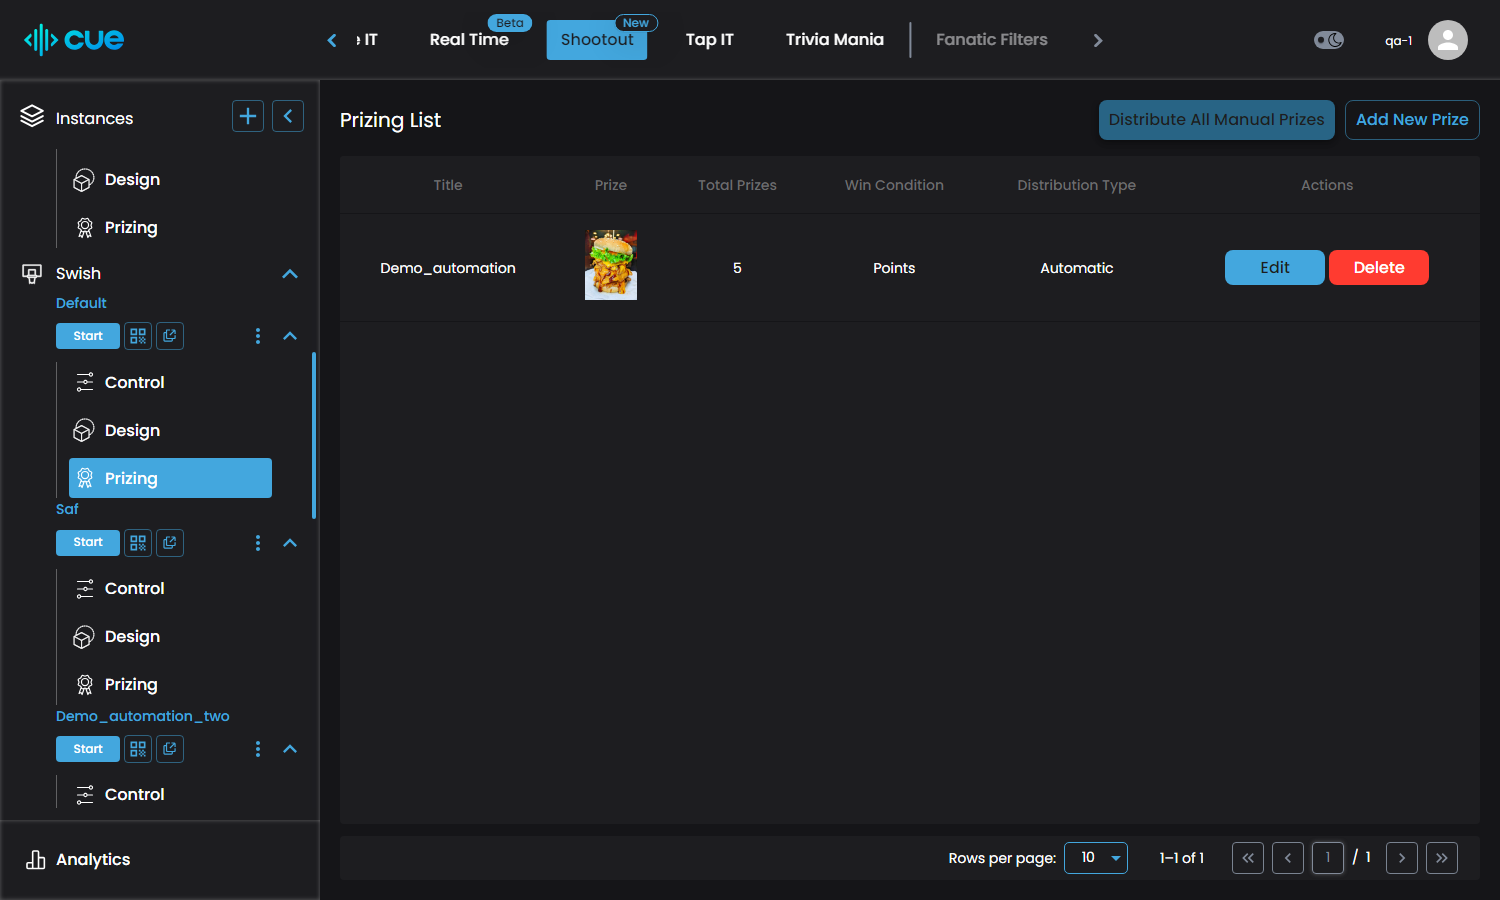 cue
e IT
Real Time
Beta
Shootout
New
Tap IT
Trivia Mania
Fanatic Filters
qa-1
Instances
Design
Prizing
Swish
Default
Start
Control
Design
Prizing
Saf
Start
Control
Design
Prizing
Demo_automation_two
Start
Control
Analytics
Prizing List
Distribute All Manual Prizes
Add New Prize
Title Prize Total Prizes Win Condition Distribution Type Actions
Demo_automation 5 Points Automatic Edit Delete
Rows per page: 10 1–1 of 1 1 / 1